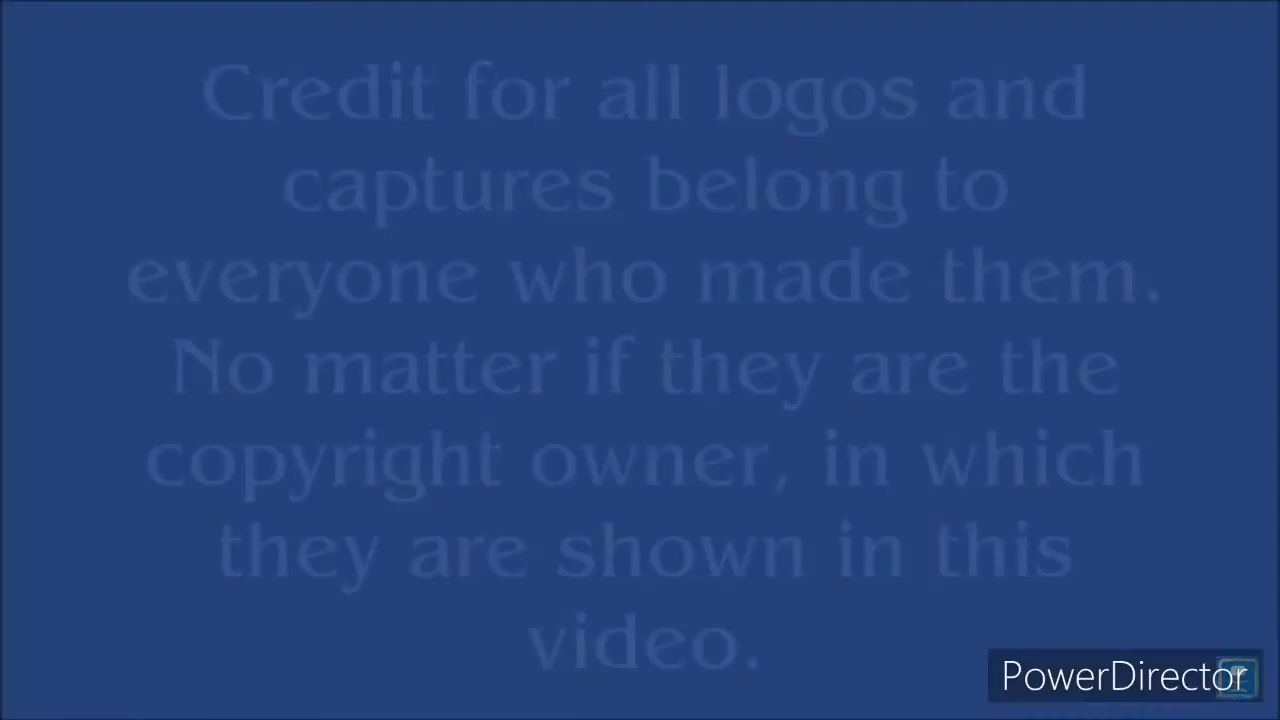 Credit for all logos and
captures belong to
everyone who made them.
No matter if they are the
copyright owner, in which
they are shown in this
video.
PowerDirector